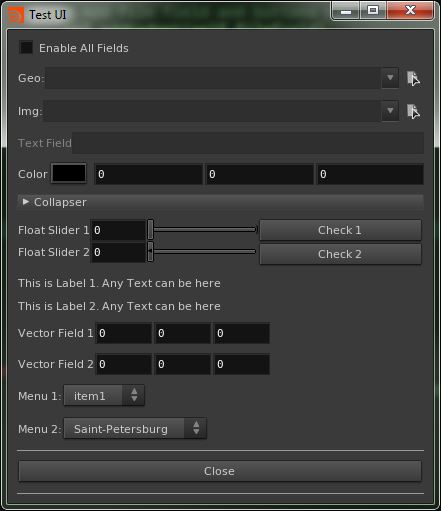 Test UI
Enable All Fields
Geo:
Img:
Text Field
Color 0 0 0
Collapser
Float Slider 1 0 Check 1
Float Slider 2 0 Check 2
This is Label 1. Any Text can be here
This is Label 2. Any Text can be here
Vector Field 1 0 0 0
Vector Field 2 0 0 0
Menu 1: item1
Menu 2: Saint-Petersburg
Close